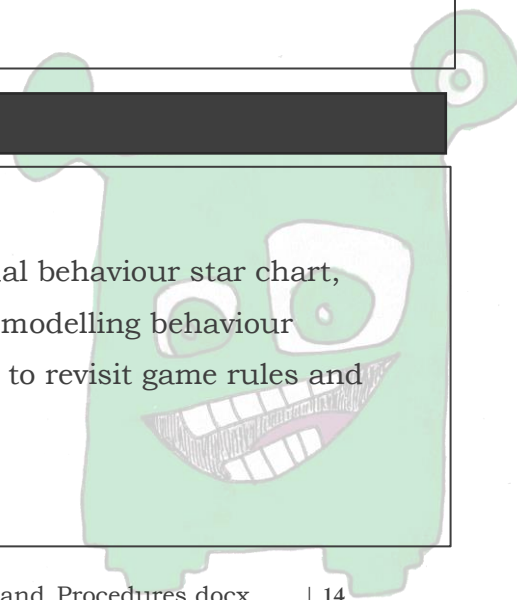 al behaviour star chart,
modelling behaviour
to revisit game rules and
and Procedures.docx | 14